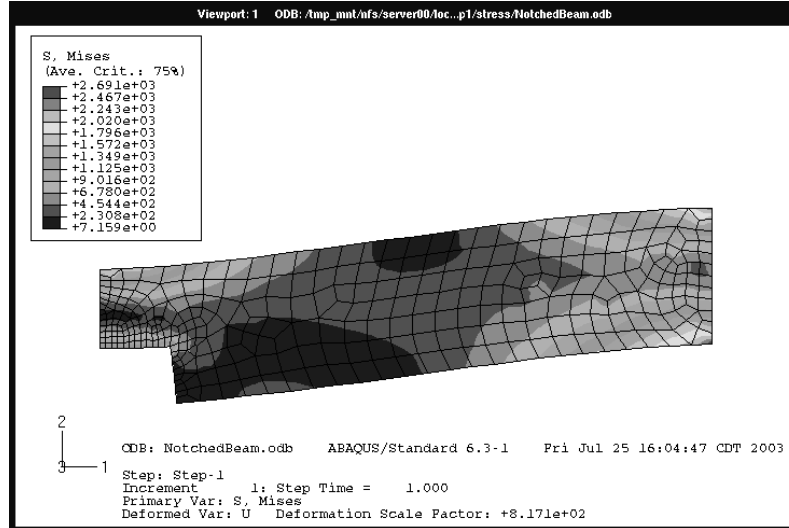 Viewport: 1 ODB: /tmp_mnt/nfs/server00/loc...p1/stress/NotchedBeam.odb
S, Mises
(Ave. Crit.: 75%)
+2.691e+03
+2.467e+03
+2.243e+03
+2.020e+03
+1.796e+03
+1.572e+03
+1.349e+03
+1.125e+03
+9.016e+02
+6.780e+02
+4.544e+02
+2.308e+02
+7.159e+00
2
3 1
ODB: NotchedBeam.odb ABAQUS/Standard 6.3-1 Fri Jul 25 16:04:47 CDT 2003
Step: Step-1
Increment 1: Step Time = 1.000
Primary Var: S, Mises
Deformed Var: U Deformation Scale Factor: +8.171e+02